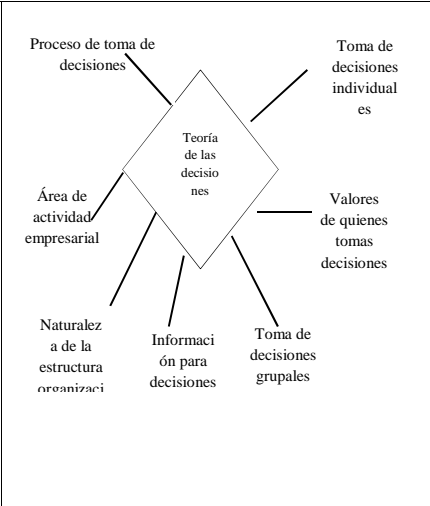 Proceso de toma de
decisiones
Toma de
decisiones
individual
es
Teoría
de las
decisio
nes
Área de
actividad
empresarial
Valores
de quienes
tomas
decisiones
Naturalez
a de la
estructura
organizaci
Informaci
ón para
decisiones
Toma de
decisiones
grupales